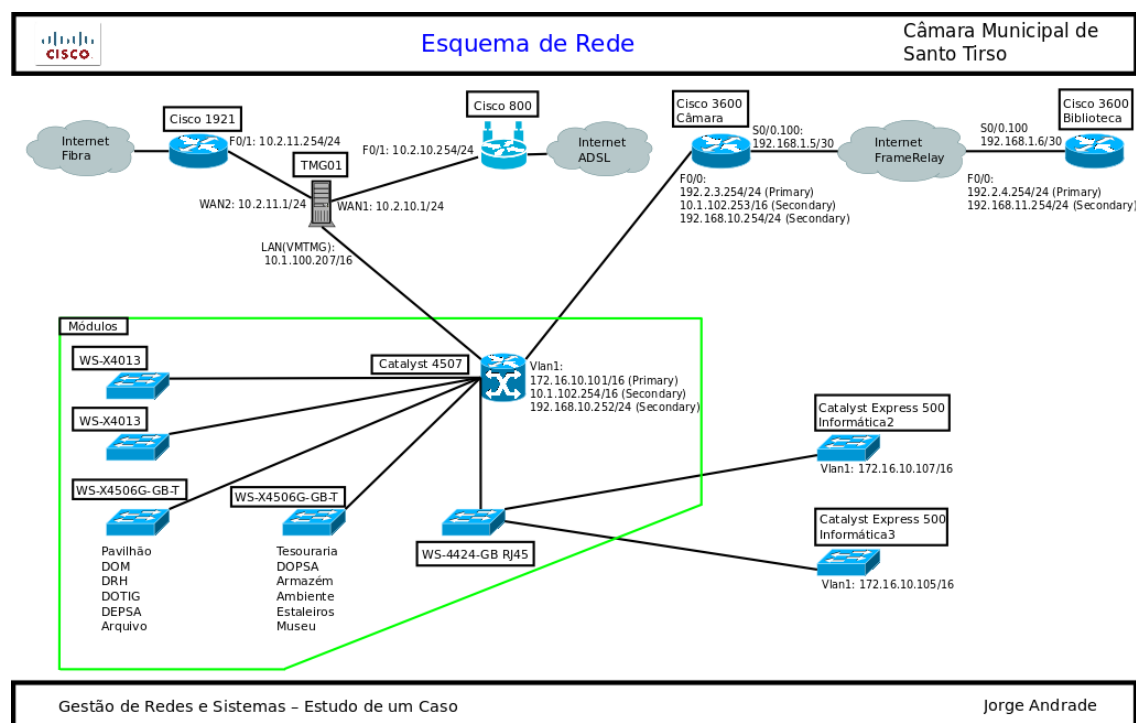 CISCO
Esquema de Rede
Câmara Municipal de
Santo Tirso
Cisco 1921
Cisco 800
Cisco 3600
Câmara
Cisco 3600
Biblioteca
Internet
Fibra
F0/1: 10.2.11.254/24
F0/1: 10.2.10.254/24
Internet
ADSL
S0/0.100:
192.168.1.5/30
Internet
FrameRelay
S0/0.100
192.168.1.6/30
TMG01
WAN2: 10.2.11.1/24
WAN1: 10.2.10.1/24
F0/0:
192.2.3.254/24 (Primary)
10.1.102.253/16 (Secondary)
192.168.10.254/24 (Secondary)
F0/0:
192.2.4.254/24 (Primary)
192.168.11.254/24 (Secondary)
LAN(VMTMG):
10.1.100.207/16
Módulos
WS-X4013
Catalyst 4507
Vlan1:
172.16.10.101/16 (Primary)
10.1.102.254/16 (Secondary)
192.168.10.252/24 (Secondary)
WS-X4013
Catalyst Express 500
Informática2
Vlan1: 172.16.10.107/16
WS-X4506G-GB-T
WS-X4506G-GB-T
WS-4424-GB RJ45
Catalyst Express 500
Informática3
Vlan1: 172.16.10.105/16
Pavilhão
DOM
DRH
DOTIG
DEPSA
Arquivo
Tesouraria
DOPSA
Armazém
Ambiente
Estaleiros
Museu
Gestão de Redes e Sistemas – Estudo de um Caso
Jorge Andrade